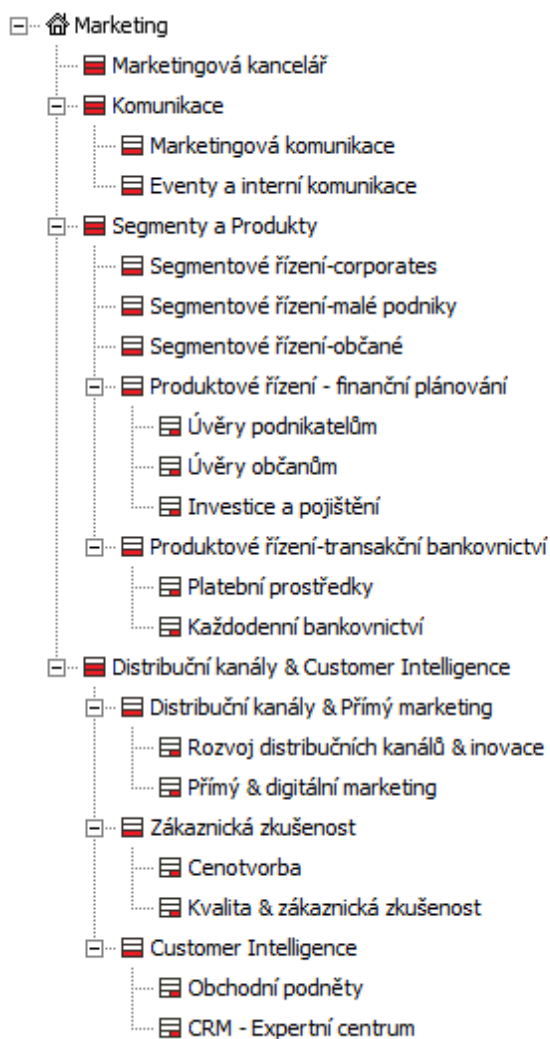 Marketing
Marketingová kancelář
Komunikace
Marketingová komunikace
Eventy a interní komunikace
Segmenty a Produkty
Segmentové řízení-corporates
Segmentové řízení-malé podniky
Segmentové řízení-občané
Produktové řízení - finanční plánování
Úvěry podnikatelům
Úvěry občanům
Investice a pojištění
Produktové řízení-transakční bankovnictví
Platební prostředky
Každodenní bankovnictví
Distribuční kanály & Customer Intelligence
Distribuční kanály & Přímý marketing
Rozvoj distribučních kanálů & inovace
Přímý & digitální marketing
Zákaznická zkušenost
Cenotvorba
Kvalita & zákaznická zkušenost
Customer Intelligence
Obchodní podněty
CRM - Expertní centrum